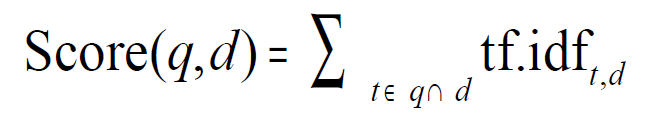 Score(q,d) = ∑ t∈ q∩ d tf.idf t,d